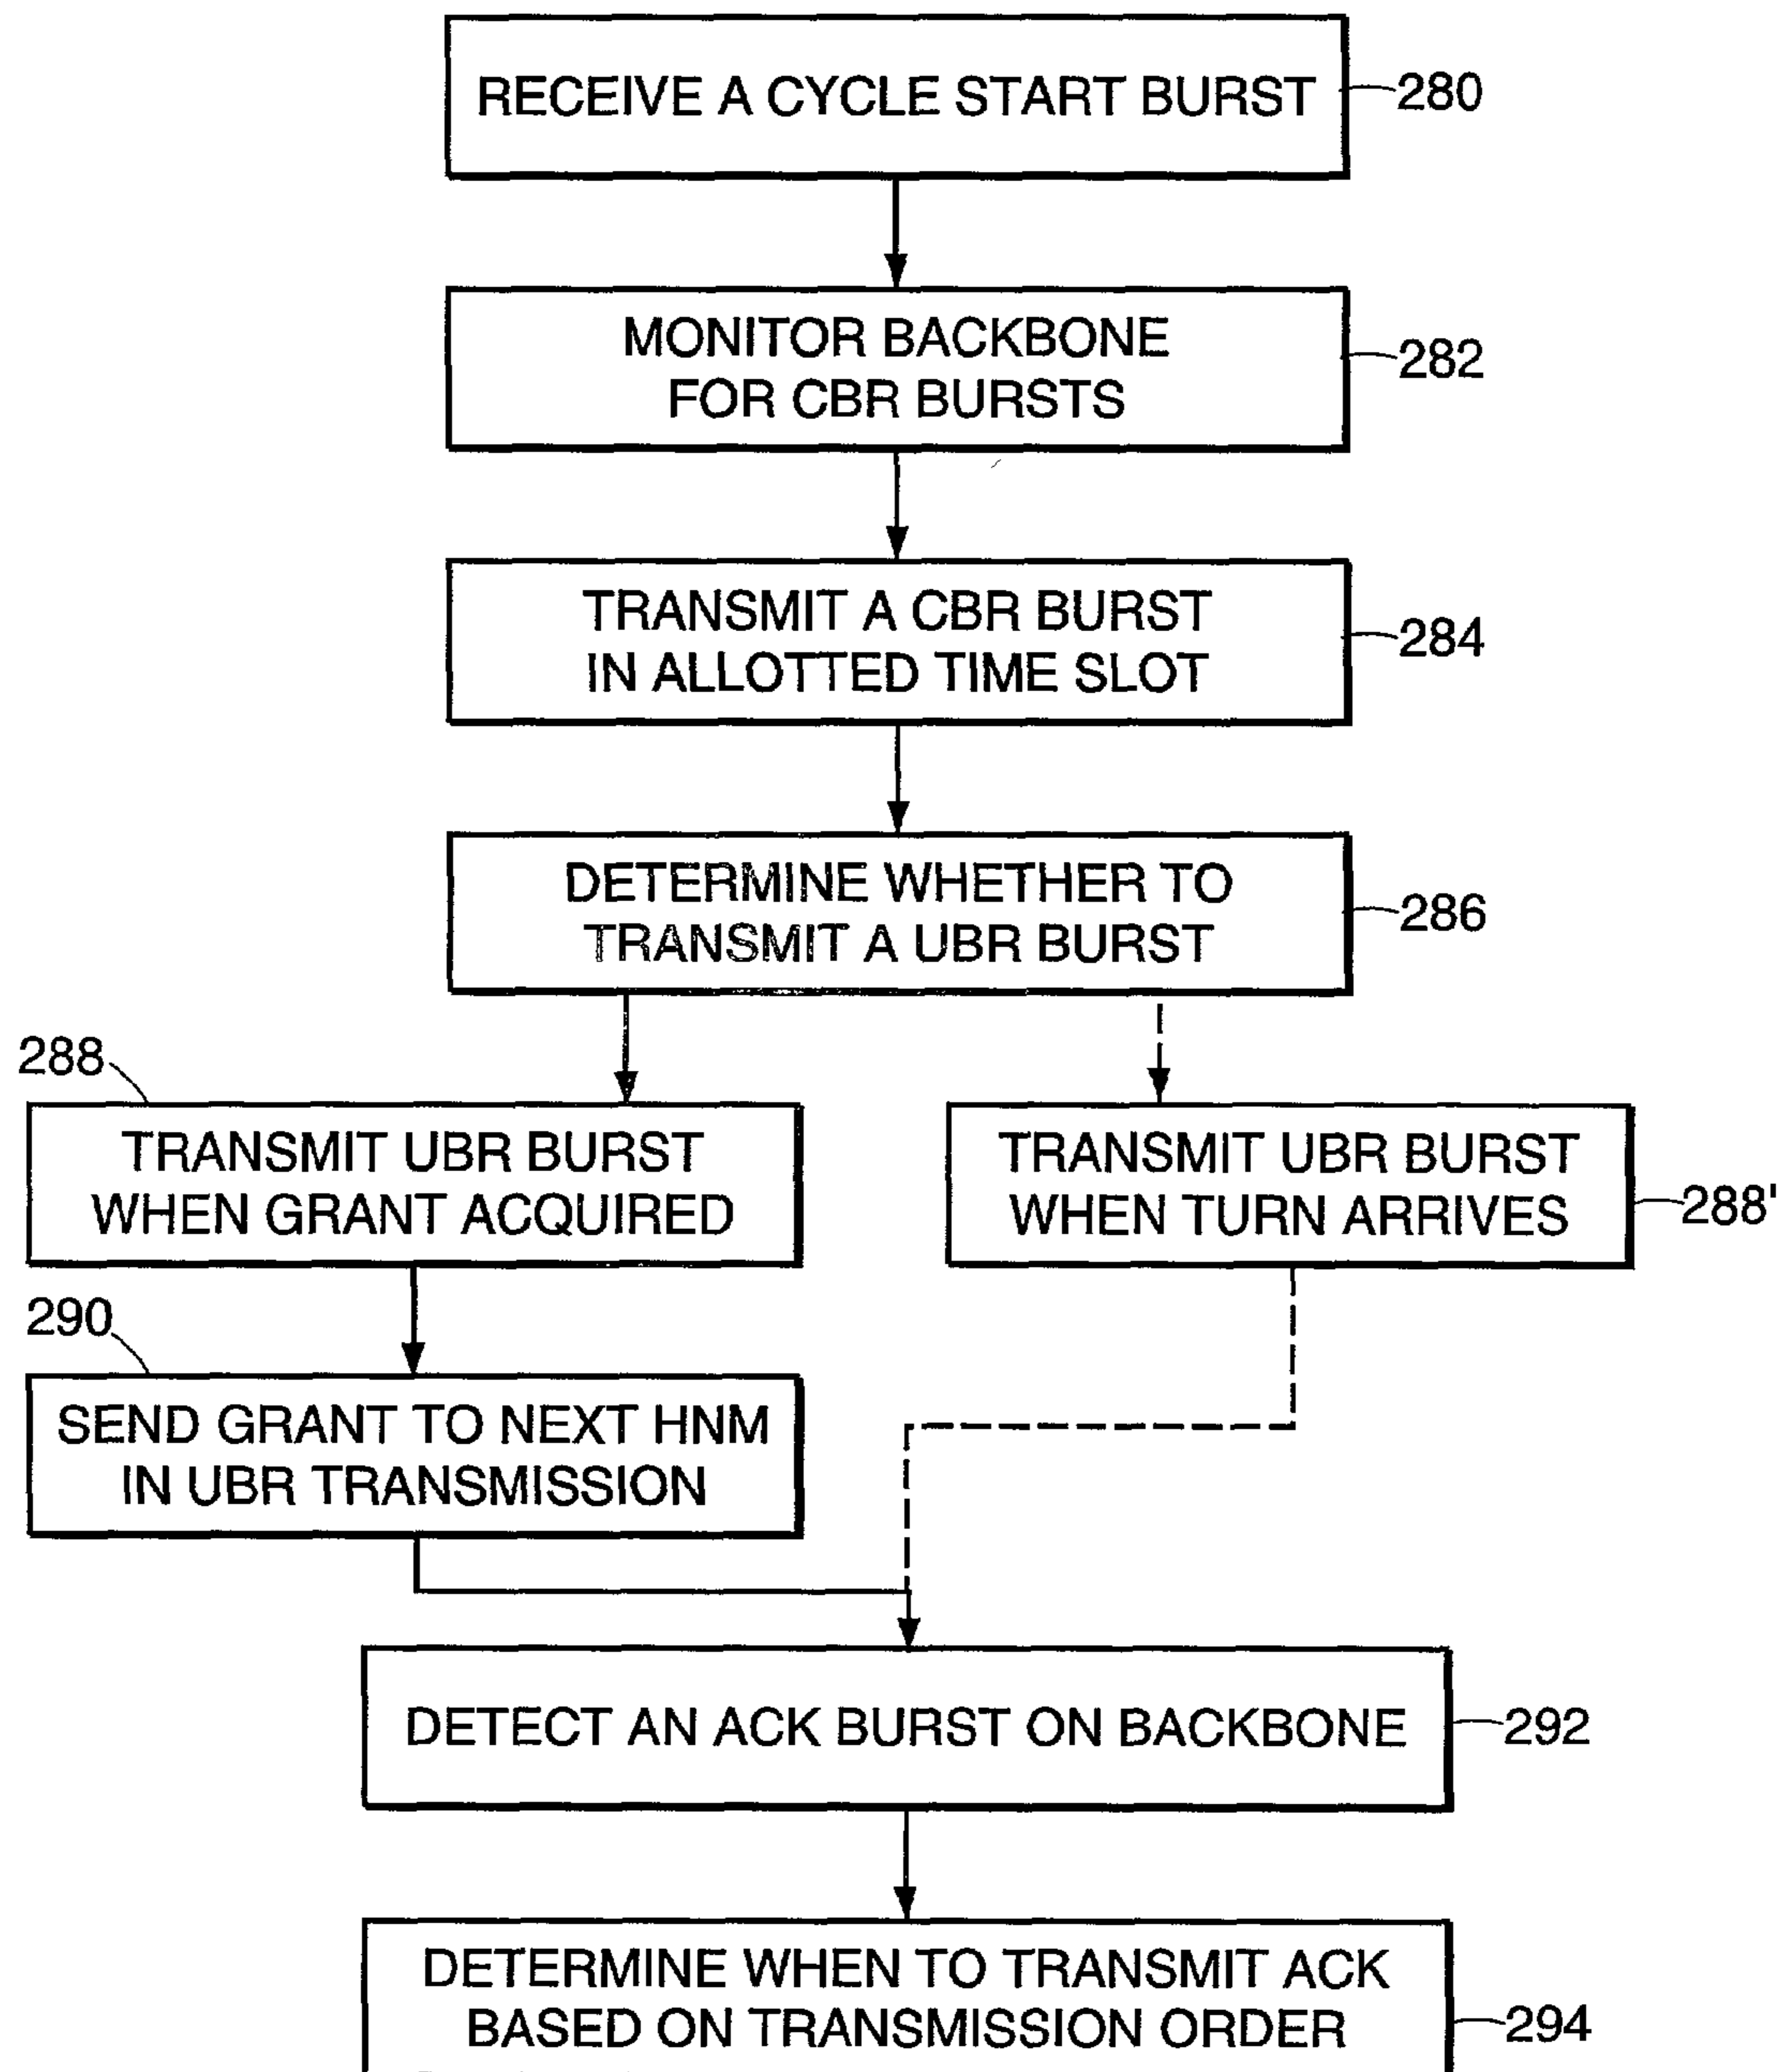 RECEIVE A CYCLE START BURST
280
MONITOR BACKBONE
FOR CBR BURSTS
282
TRANSMIT A CBR BURST
IN ALLOTTED TIME SLOT
284
DETERMINE WHETHER TO
TRANSMIT A UBR BURST
286
288
TRANSMIT UBR BURST
WHEN GRANT ACQUIRED
TRANSMIT UBR BURST
WHEN TURN ARRIVES
288'
290
SEND GRANT TO NEXT HNM
IN UBR TRANSMISSION
DETECT AN ACK BURST ON BACKBONE
292
DETERMINE WHEN TO TRANSMIT ACK
BASED ON TRANSMISSION ORDER
294